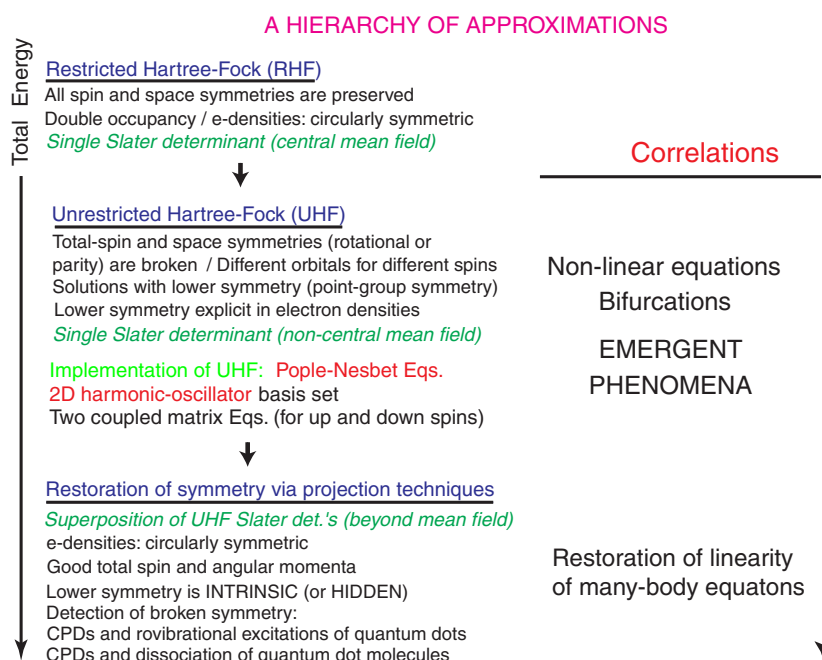 A HIERARCHY OF APPROXIMATIONS
Total Energy
Restricted Hartree-Fock (RHF)
All spin and space symmetries are preserved
Double occupancy / e-densities: circularly symmetric
Single Slater determinant (central mean field)
Correlations
Unrestricted Hartree-Fock (UHF)
Total-spin and space symmetries (rotational or
parity) are broken / Different orbitals for different spins
Solutions with lower symmetry (point-group symmetry)
Lower symmetry explicit in electron densities
Single Slater determinant (non-central mean field)
Implementation of UHF: Pople-Nesbet Eqs.
2D harmonic-oscillator basis set
Two coupled matrix Eqs. (for up and down spins)
Non-linear equations
Bifurcations
EMERGENT
PHENOMENA
Restoration of symmetry via projection techniques
Superposition of UHF Slater det.'s (beyond mean field)
e-densities: circularly symmetric
Good total spin and angular momenta
Lower symmetry is INTRINSIC (or HIDDEN)
Detection of broken symmetry:
CPDs and rovibrational excitations of quantum dots
CPDs and dissociation of quantum dot molecules
Restoration of linearity
of many-body equatons